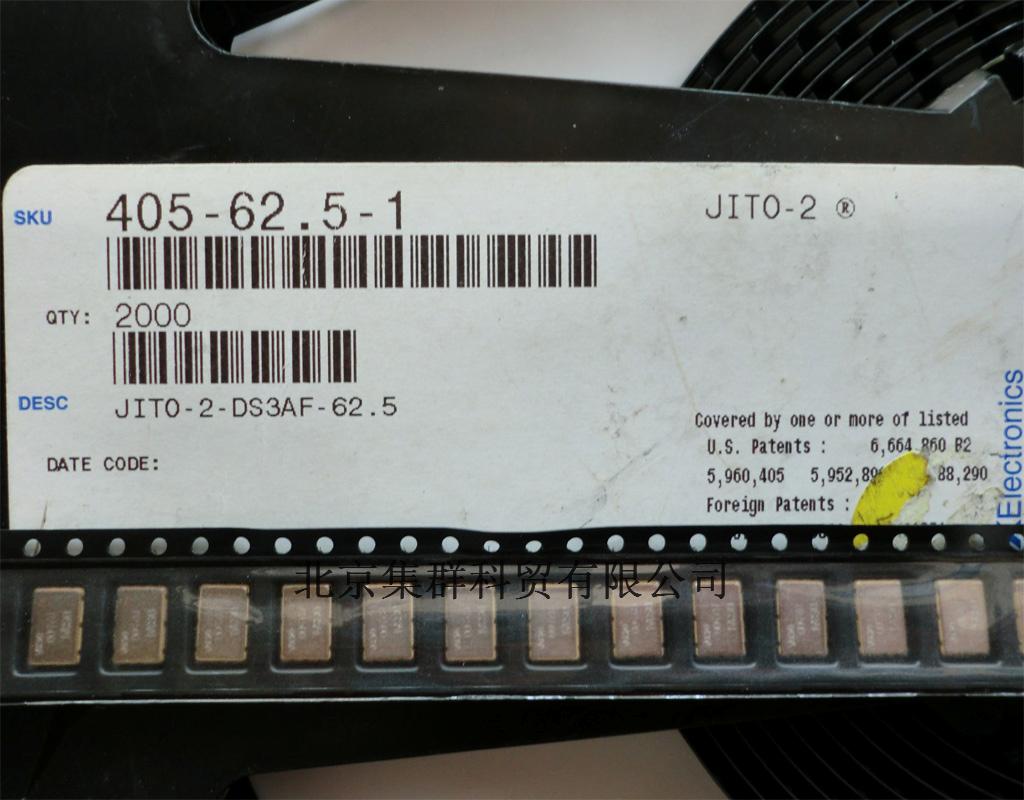 SKU 405-62.5-1
JITO-2 ®
QTY: 2000
DESC JITO-2-DS3AF-62.5
DATE CODE:
Covered by one or more of listed
U.S. Patents : 6,664,860 B2
5,960,405 88,290
Foreign Patents :
Electronics
北京集群科贸有限公司